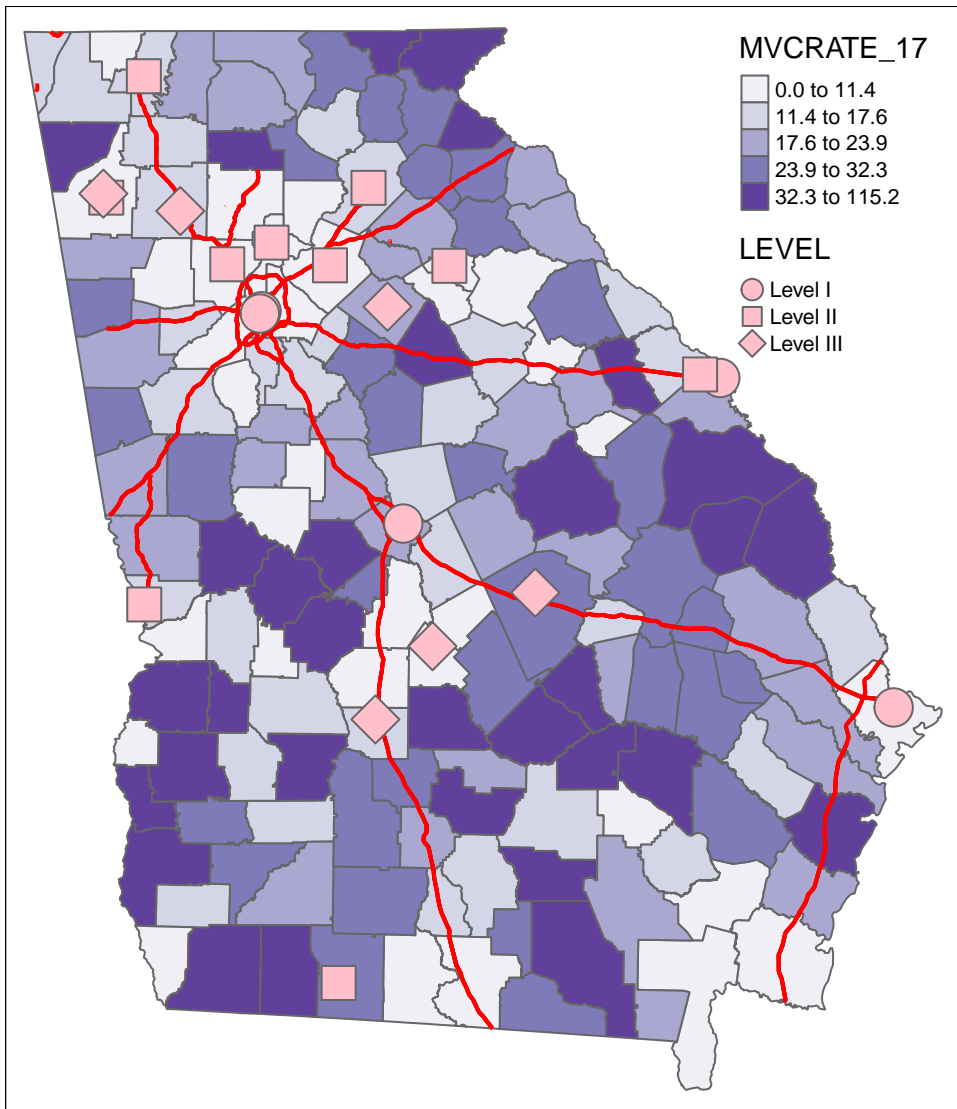 MVCRATE_17
0.0 to 11.4
11.4 to 17.6
17.6 to 23.9
23.9 to 32.3
32.3 to 115.2
LEVEL
Level I
Level II
Level III